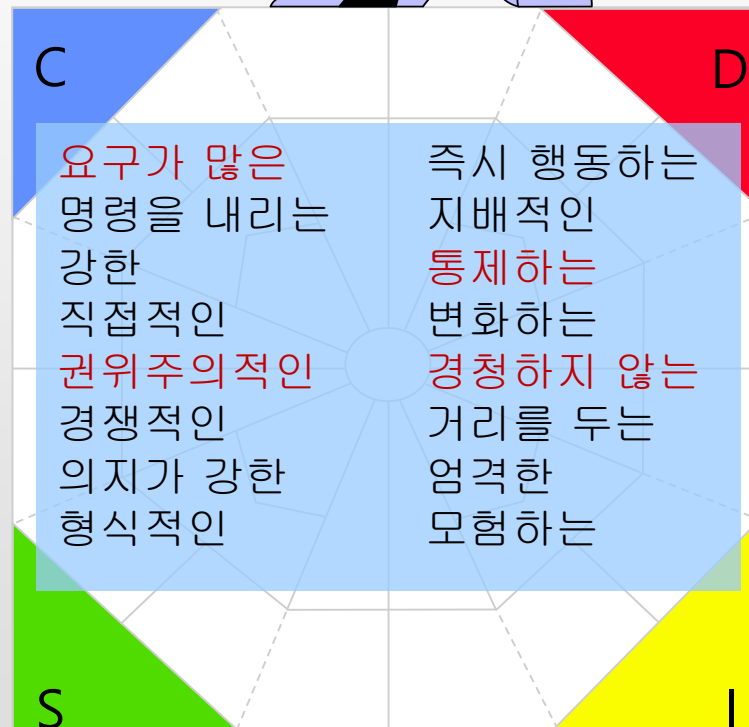 C
D
요구가 많은
명령을 내리는
강한
직접적인
권위주의적인
경쟁적인
의지가 강한
형식적인
즉시 행동하는
지배적인
통제하는
변화하는
경청하지 않는
거리를 두는
엄격한
모험하는
S
I